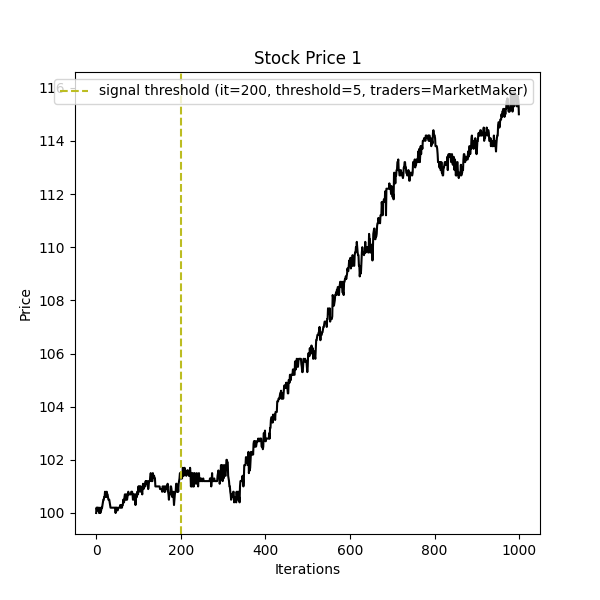 Stock Price 1
signal threshold (it=200, threshold=5, traders=MarketMaker)
116
114
112
110
108
106
104
102
100
Price
0 200 400 600 800 1000
Iterations